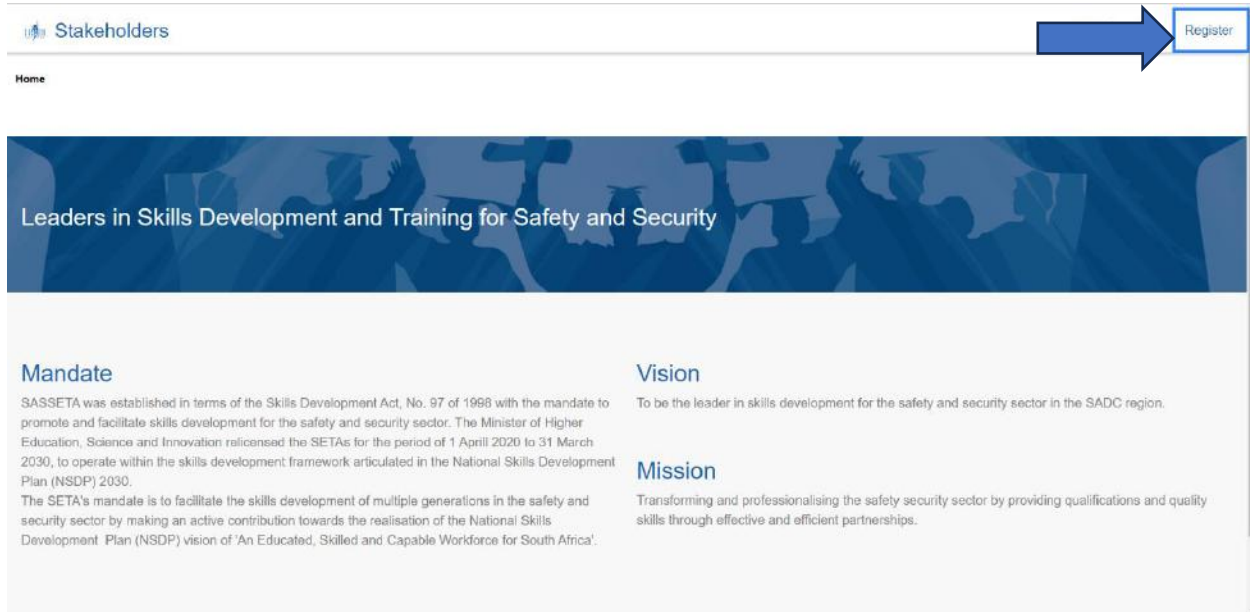 Stakeholders
Register
Home
Leaders in Skills Development and Training for Safety and Security
Mandate
SASSETA was established in terms of the Skills Development Act, No. 97 of 1998 with the mandate to
promote and facilitate skills development for the safety and security sector. The Minister of Higher
Education, Science and Innovation relicensed the SETAs for the period of 1 Aprill 2020 to 31 March
2030, to operate within the skills development framework articulated in the National Skills Development
Plan (NSDP) 2030.
The SETA's mandate is to facilitate the skills development of multiple generations in the safety and
security sector by making an active contribution towards the realisation of the National Skills
Development Plan (NSDP) vision of 'An Educated, Skilled and Capable Workforce for South Africa'.
Vision
To be the leader in skills development for the safety and security sector in the SADC region.
Mission
Transforming and professionalising the safety security sector by providing qualifications and quality
skills through effective and efficient partnerships.